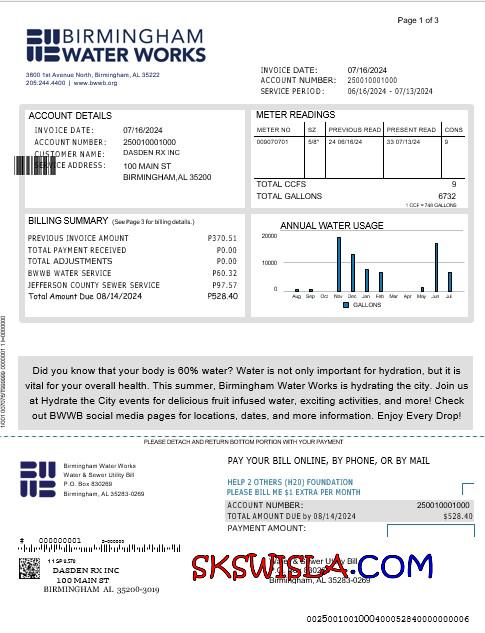 Page 1 of 3
BIRMINGHAM
WATER WORKS
3600 1st Avenue North, Birmingham, AL 35222
205.244.4400 | www.bwwb.org
INVOICE DATE: 07/16/2024
ACCOUNT NUMBER: 250010001000
SERVICE PERIOD: 06/16/2024 - 07/13/2024
ACCOUNT DETAILS
INVOICE DATE: 07/16/2024
ACCOUNT NUMBER: 250010001000
CUSTOMER NAME: DASDEN RX INC
SERVICE ADDRESS: 100 MAIN ST
BIRMINGHAM,AL 35200
METER READINGS
METER NO SZ PREVIOUS READ PRESENT READ CONS
009070701 5/8" 24 06/16/24 33 07/13/24 9
TOTAL CCFS 9
TOTAL GALLONS 6732
1 CCF = 748 GALLONS
BILLING SUMMARY (See Page 3 for billing details.)
PREVIOUS INVOICE AMOUNT ₱370.51
TOTAL PAYMENT RECEIVED ₱0.00
TOTAL ADJUSTMENTS ₱0.00
BWWB WATER SERVICE ₱60.32
JEFFERSON COUNTY SEWER SERVICE ₱97.57
Total Amount Due 08/14/2024 ₱528.40
ANNUAL WATER USAGE
20000
10000
0
Aug Sep Oct Nov Dec Jan Feb Mar Apr May Jun Jul
GALLONS
Did you know that your body is 60% water? Water is not only important for hydration, but it is
vital for your overall health. This summer, Birmingham Water Works is hydrating the city. Join us
at Hydrate the City events for delicious fruit infused water, exciting activities, and more! Check
out BWWB social media pages for locations, dates, and more information. Enjoy Every Drop!
PLEASE DETACH AND RETURN BOTTOM PORTION WITH YOUR PAYMENT
Birmingham Water Works
Water & Sewer Utility Bill
P.O. Box 830269
Birmingham, AL 35283-0269
PAY YOUR BILL ONLINE, BY PHONE, OR BY MAIL
HELP 2 OTHERS (H20) FOUNDATION
PLEASE BILL ME $1 EXTRA PER MONTH
ACCOUNT NUMBER: 250010001000
TOTAL AMOUNT DUE by 08/14/2024 $528.40
PAYMENT AMOUNT:
# 0000000001
DASDEN RX INC
100 MAIN ST
BIRMINGHAM AL 35200-3019
Water & Sewer Utility Bill
P.O. Box 830269
Birmingham, AL 35283-0269
SKSWISLA.COM